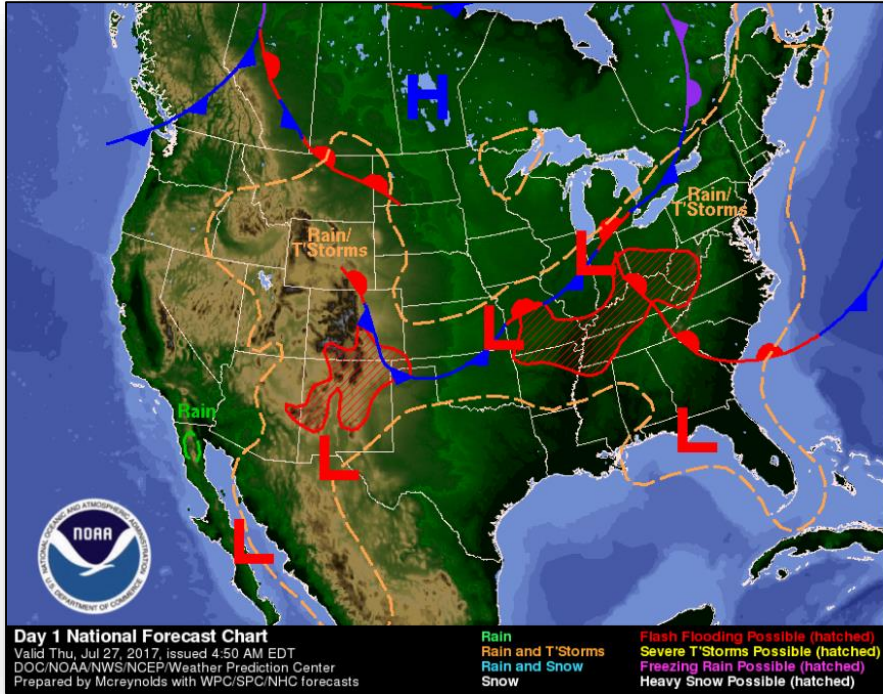 H
Rain/
T'Storms
Rain/
T'Storms
L
L
Rain
L
L
L
NATIONAL OCEANIC AND ATMOSPHERIC ADMINISTRATION
NOAA
U.S. DEPARTMENT OF COMMERCE
Day 1 National Forecast Chart
Valid Thu, Jul 27, 2017, issued 4:50 AM EDT
DOC/NOAA/NWS/NCEP/Weather Prediction Center
Prepared by Mcreynolds with WPC/SPC/NHC forecasts
Rain
Rain and T'Storms
Rain and Snow
Snow
Flash Flooding Possible (hatched)
Severe T'Storms Possible (hatched)
Freezing Rain Possible (hatched)
Heavy Snow Possible (hatched)